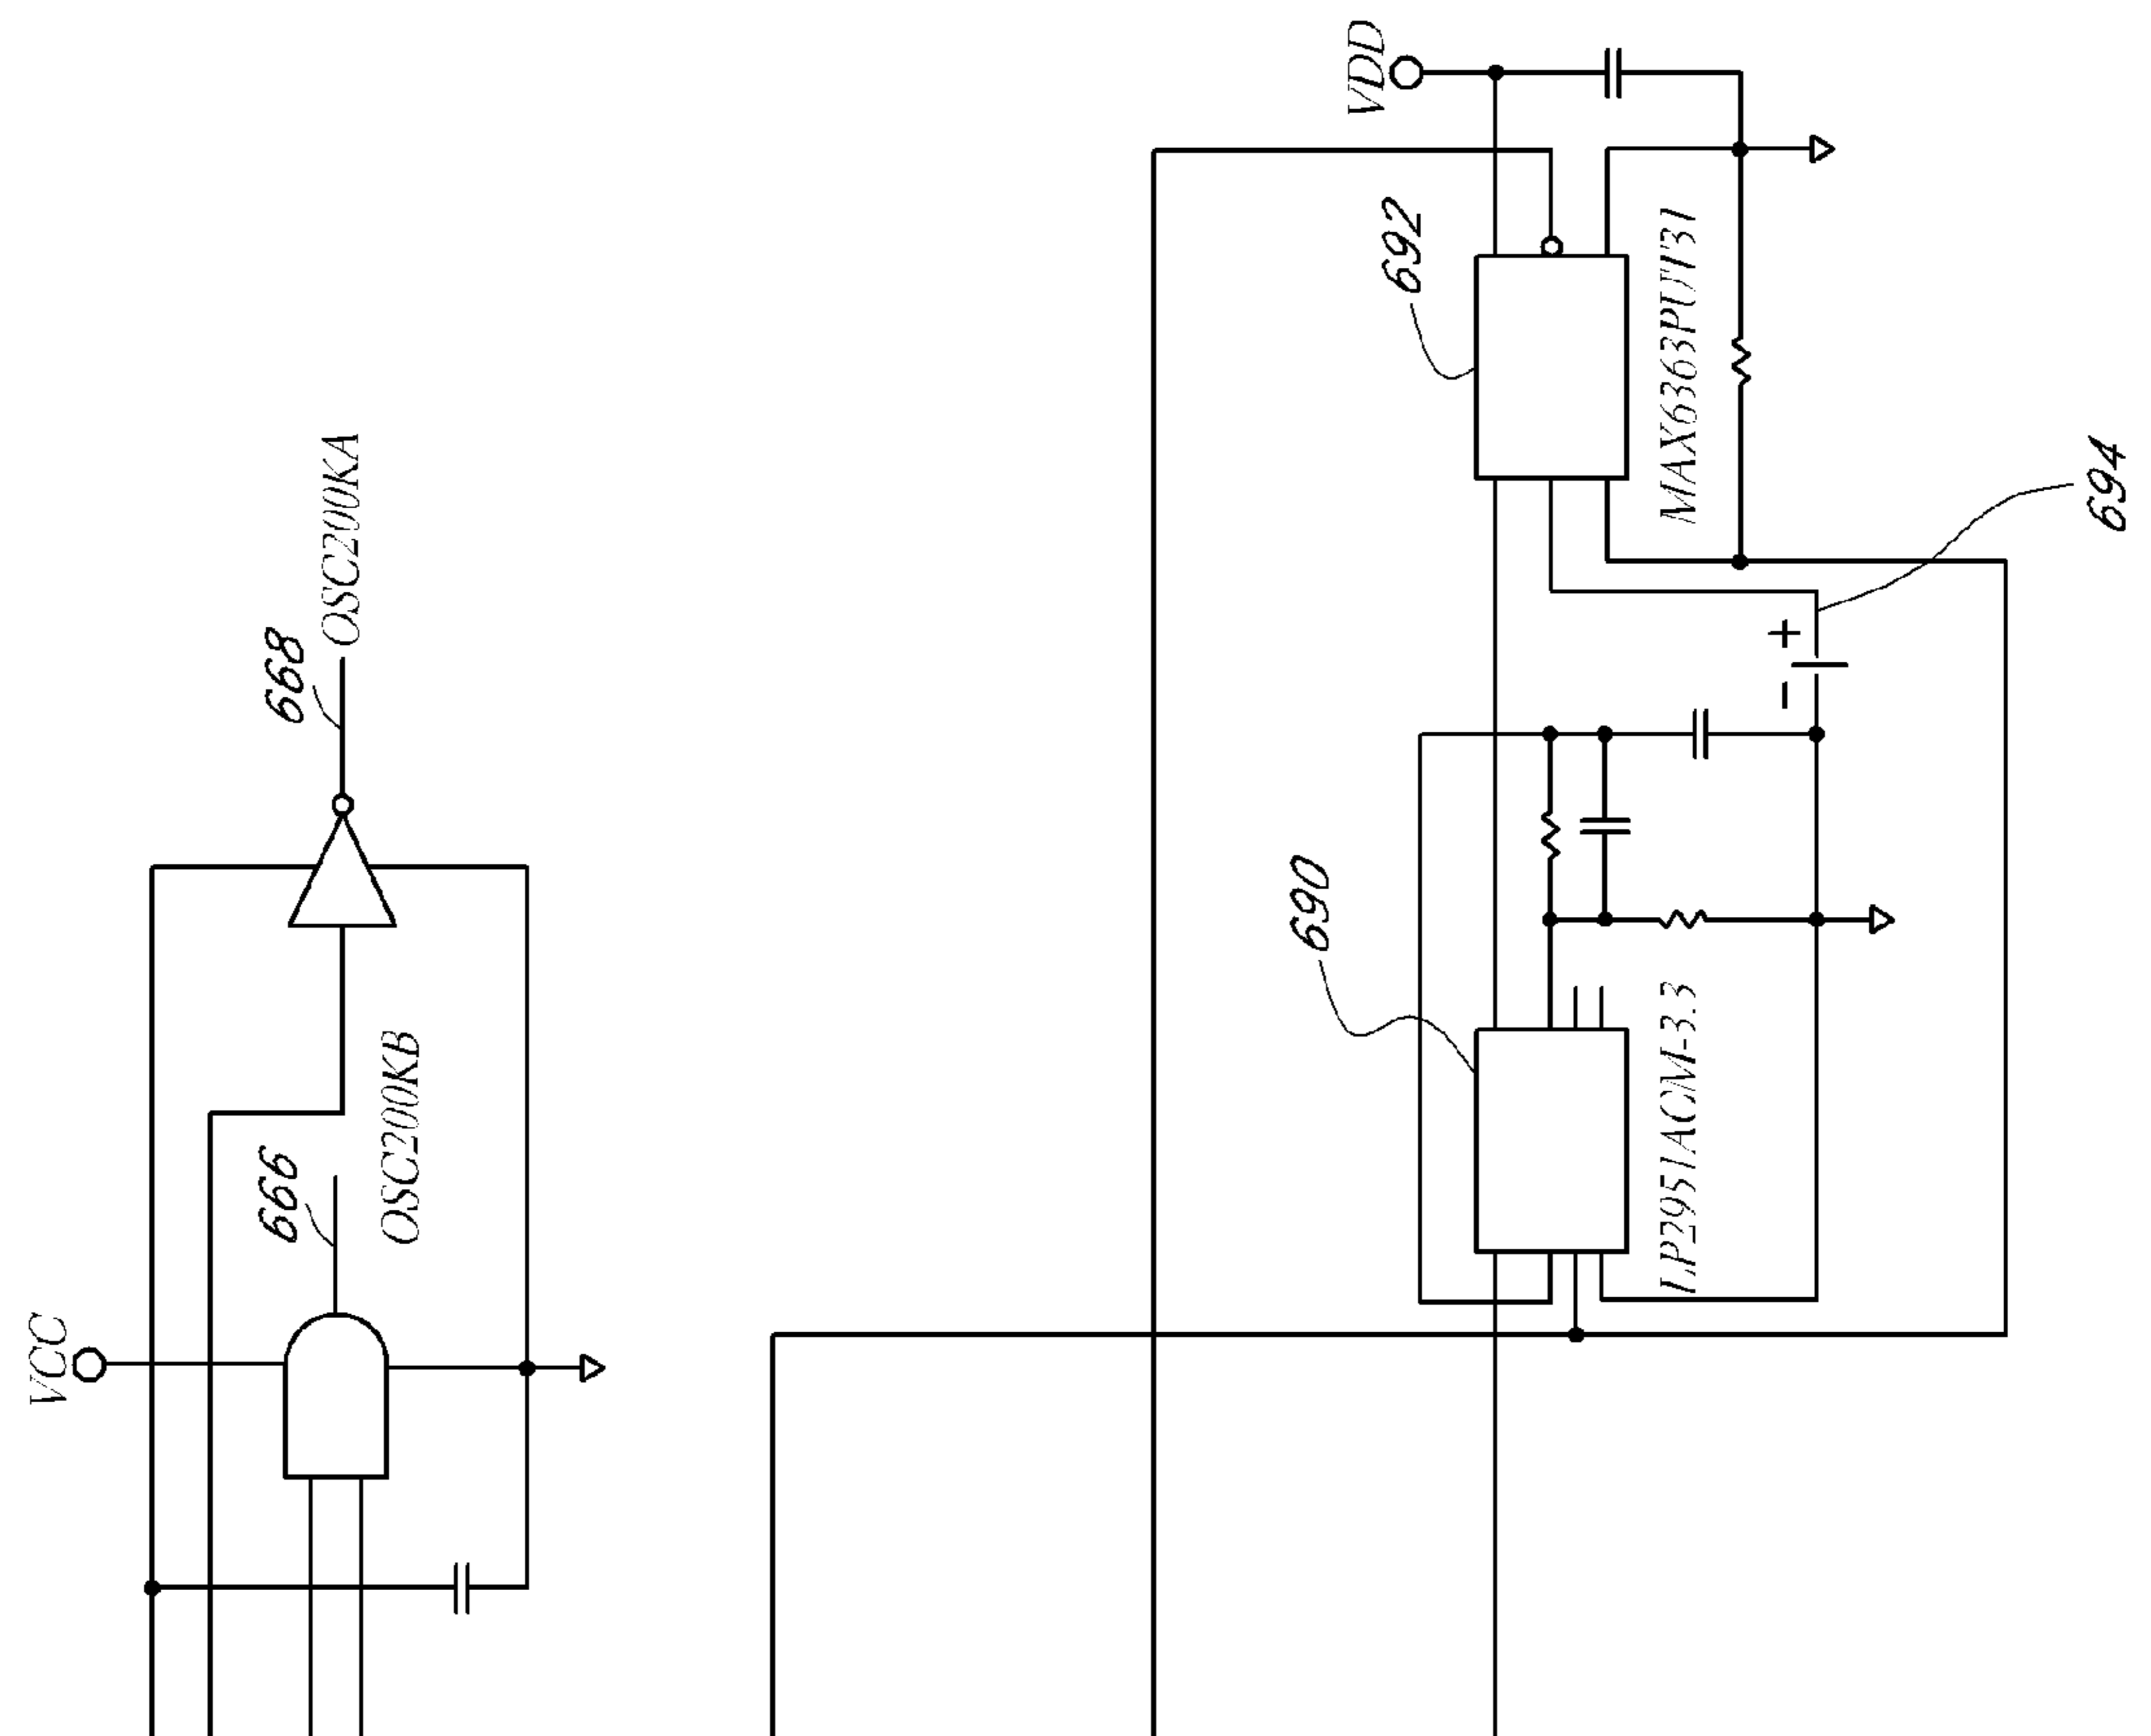 VCC
666
OSC200KB
668
OSC200KA
690
LP2951ACM-3.3
692
VDD
MAX6363PUT31
694
+
-